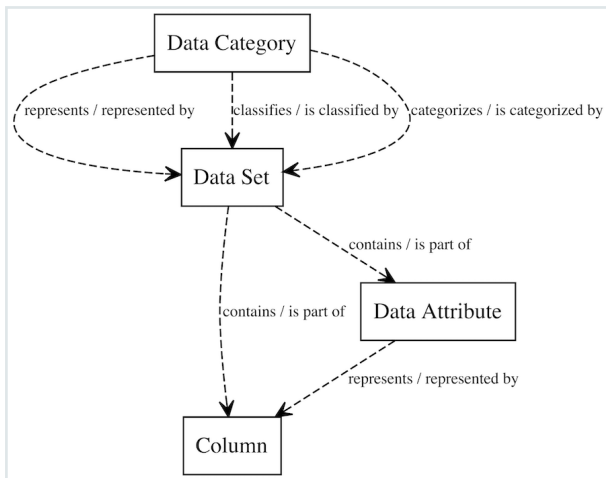 Data Category
represents / represented by
classifies / is classified by
categorizes / is categorized by
Data Set
contains / is part of
contains / is part of
Data Attribute
represents / represented by
Column